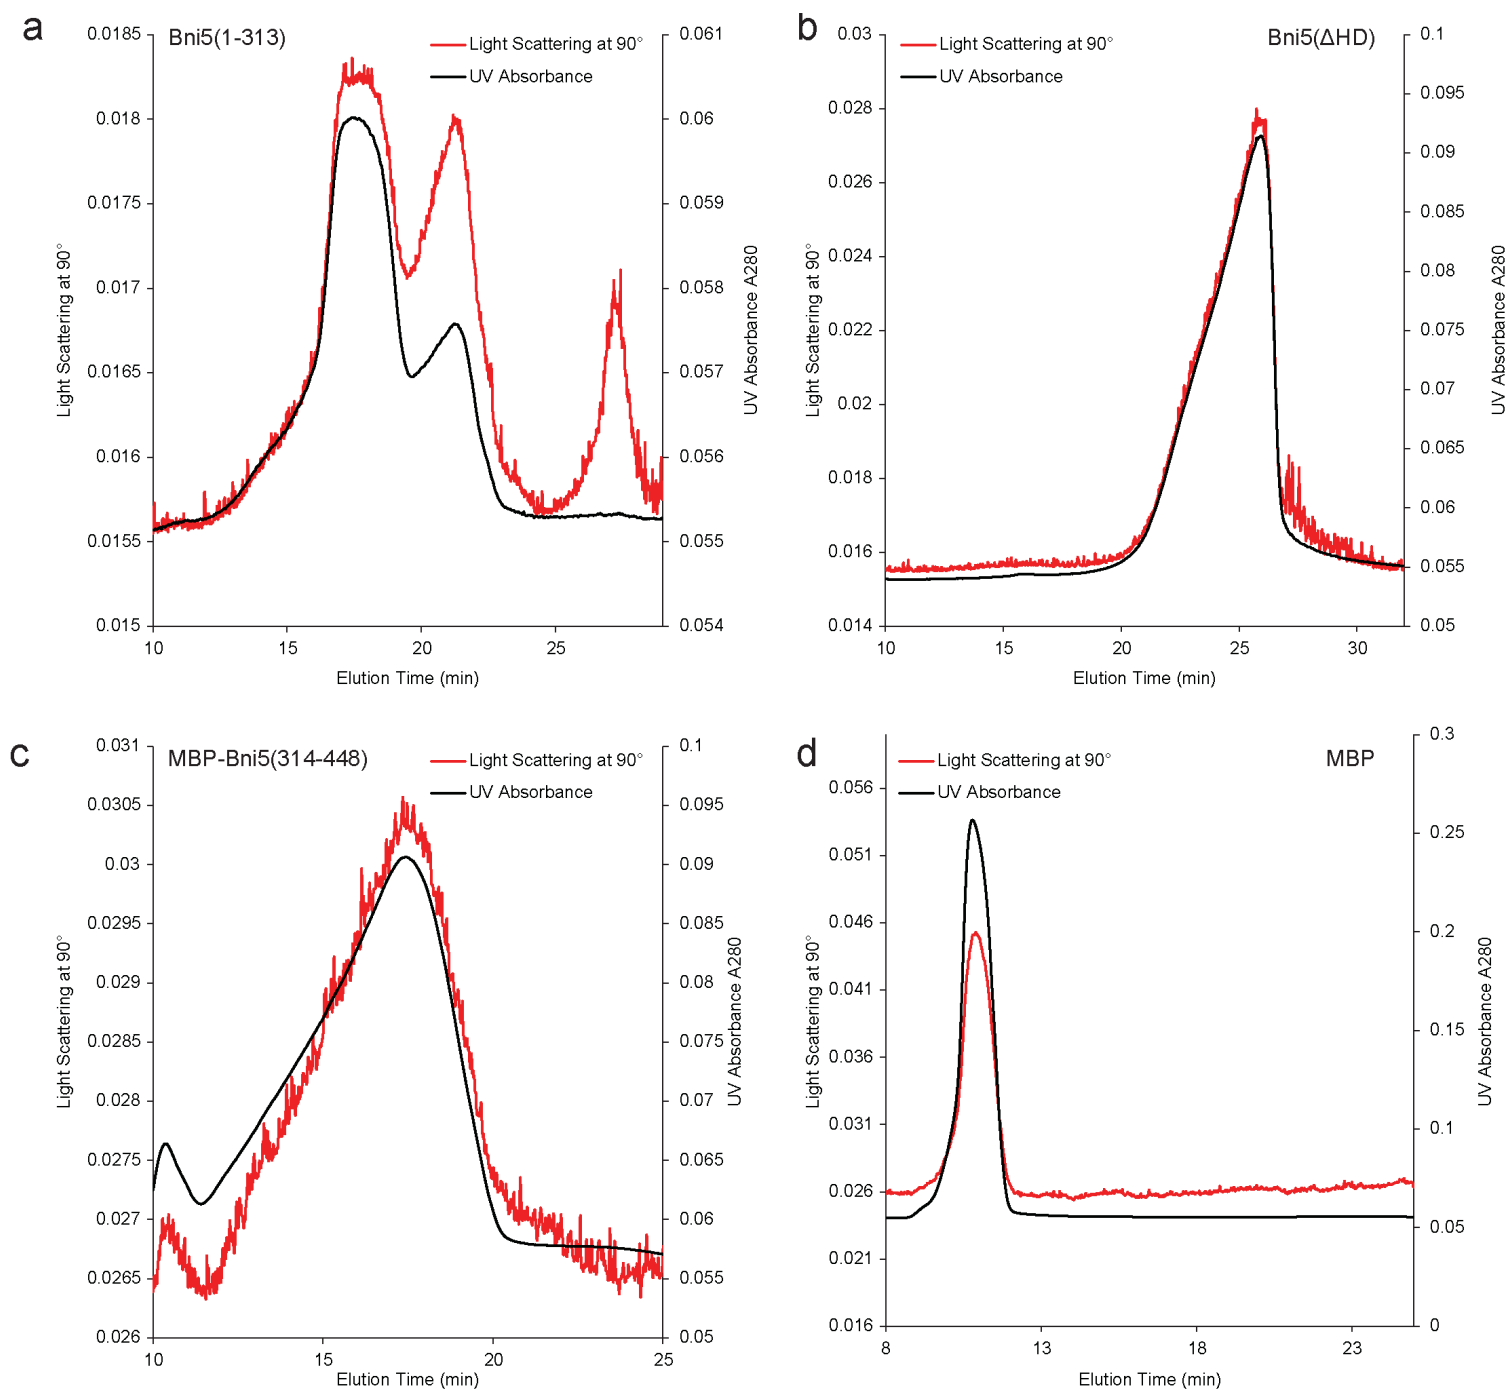 a
Bni5(1-313)
Light Scattering at 90°
UV Absorbance
0.0185
0.018
0.0175
0.017
0.0165
0.016
0.0155
0.015
0.061
0.06
0.059
0.058
0.057
0.056
0.055
0.054
Light Scattering at 90°
UV Absorbance A280
10 15 20 25
Elution Time (min)
b
Bni5(ΔHD)
Light Scattering at 90°
UV Absorbance
0.03
0.028
0.026
0.024
0.022
0.02
0.018
0.016
0.014
0.1
0.095
0.09
0.085
0.08
0.075
0.07
0.065
0.06
0.055
0.05
Light Scattering at 90°
UV Absorbance A280
10 15 20 25 30
Elution Time (min)
c
MBP-Bni5(314-448)
Light Scattering at 90°
UV Absorbance
0.031
0.0305
0.03
0.0295
0.029
0.0285
0.028
0.0275
0.027
0.0265
0.026
0.1
0.095
0.09
0.085
0.08
0.075
0.07
0.065
0.06
0.055
0.05
Light Scattering at 90°
UV Absorbance A280
10 15 20 25
Elution Time (min)
d
MBP
Light Scattering at 90°
UV Absorbance
0.056
0.051
0.046
0.041
0.036
0.031
0.026
0.021
0.016
0.3
0.25
0.2
0.15
0.1
0.05
0
Light Scattering at 90°
UV Absorbance A280
8 13 18 23
Elution Time (min)